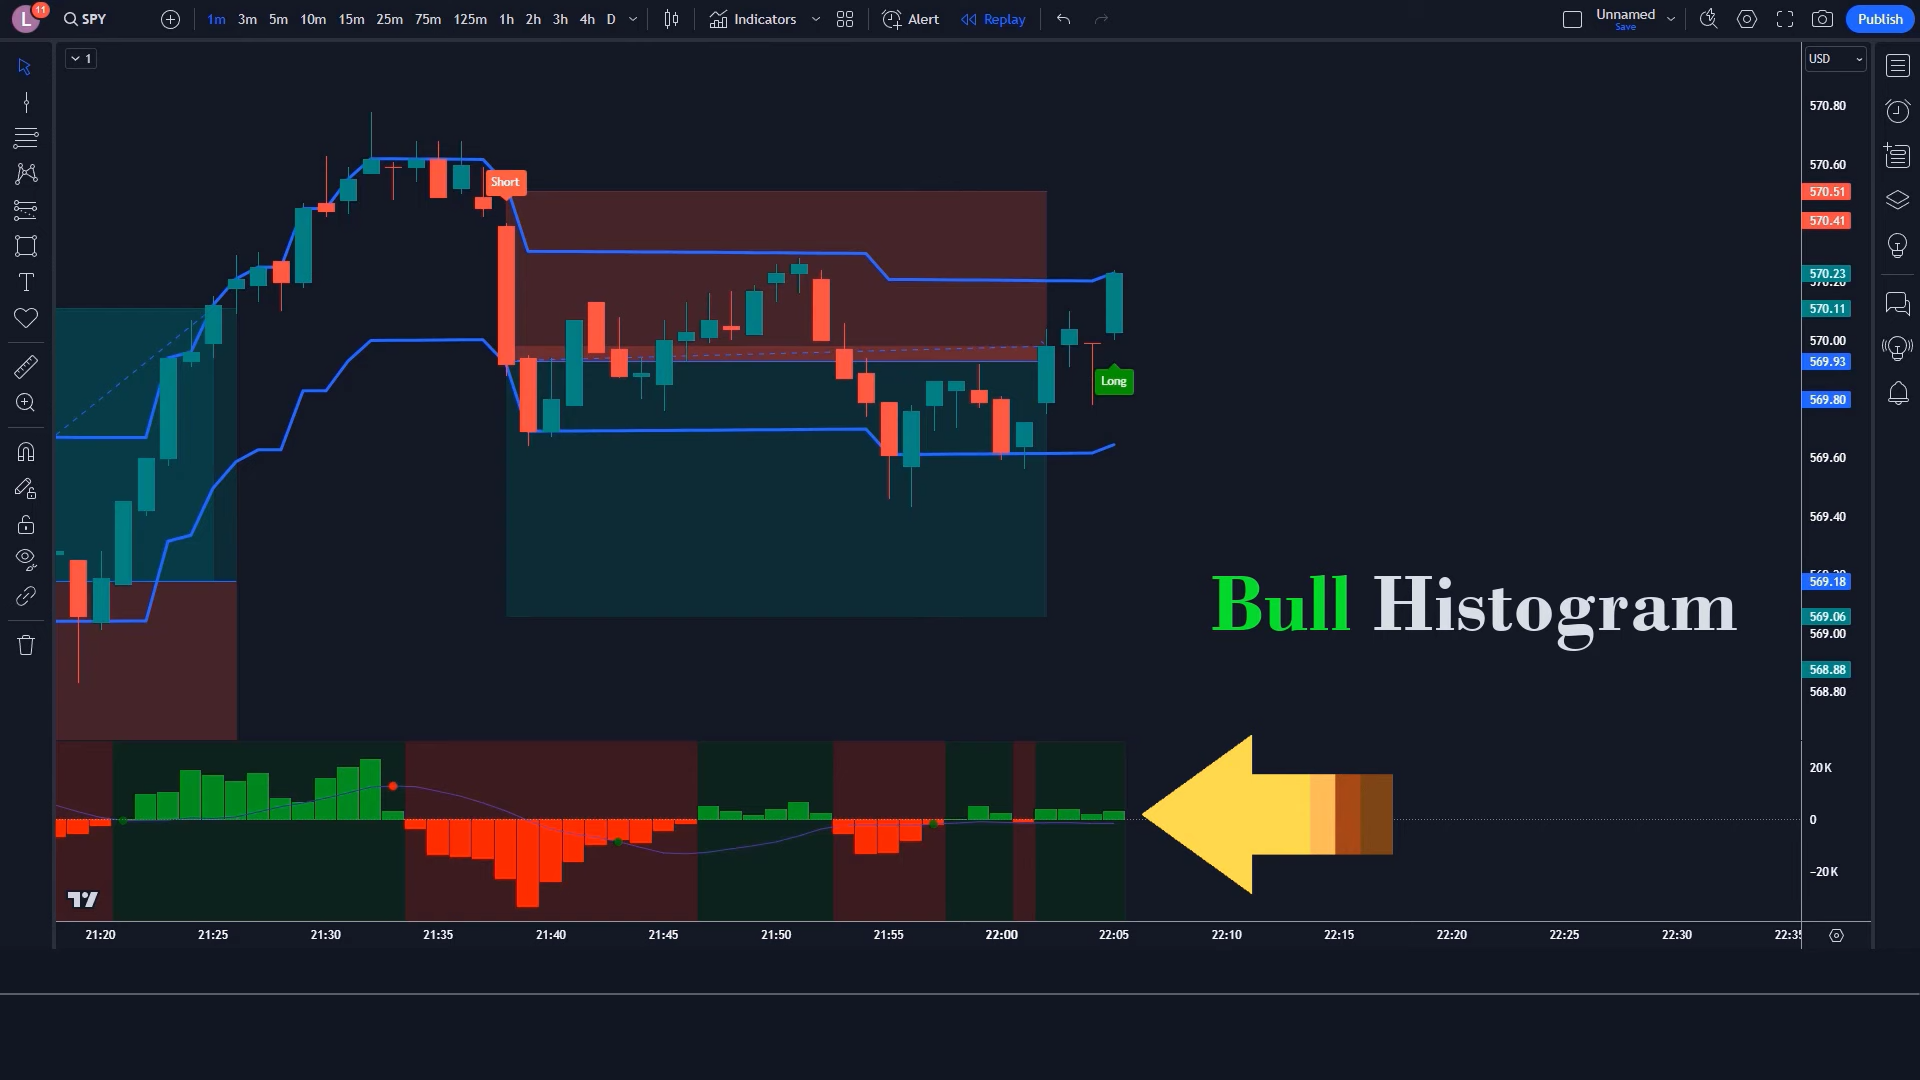 L 11 SPY 1m 3m 5m 10m 15m 25m 75m 125m 1h 2h 3h 4h D Indicators Alert Replay Unnamed Publish
Save
1
USD
570.80
570.60
Short
570.51
570.41
570.23
570.11
570.00
569.93
Long
569.80
569.60
569.40
569.18
Bull Histogram
569.06
569.00
568.88
568.80
20K
0
−20K
21:20 21:25 21:30 21:35 21:40 21:45 21:50 21:55 22:00 22:05 22:10 22:15 22:20 22:25 22:30